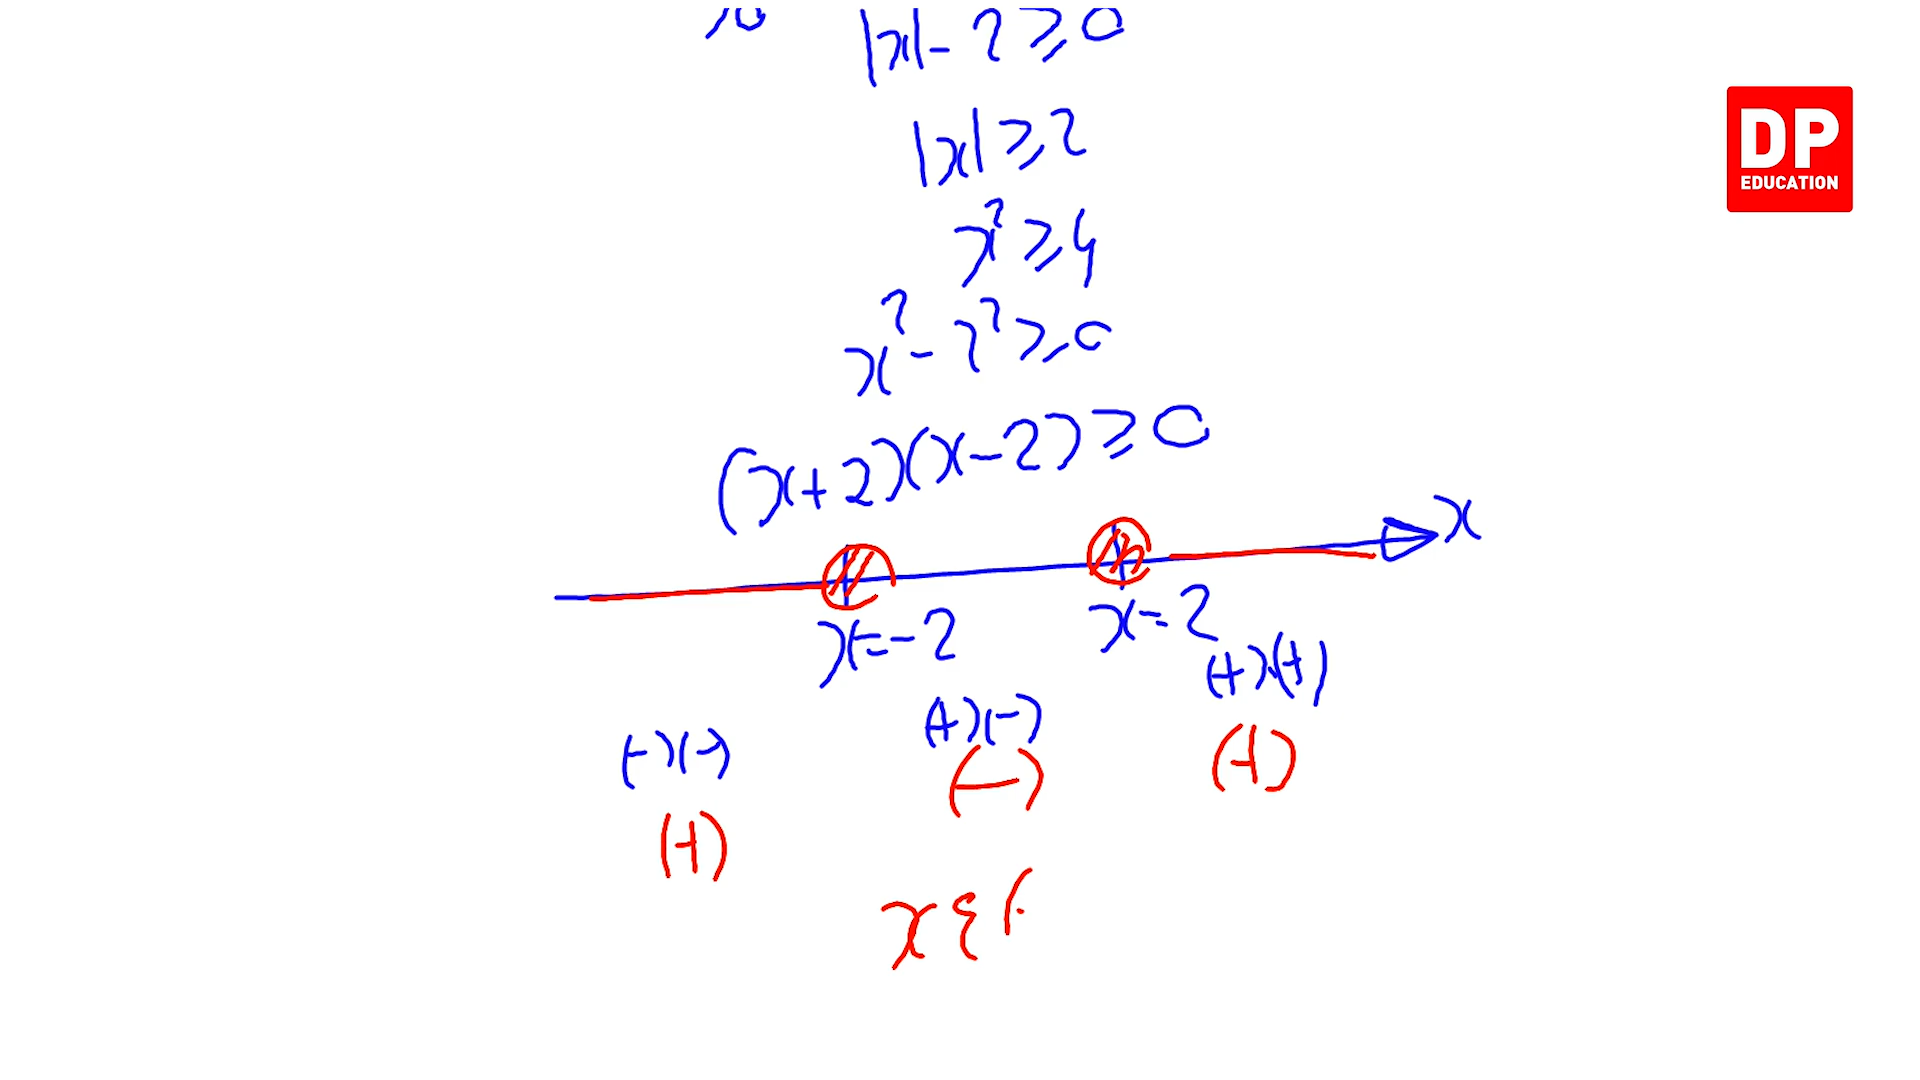 |x| - 2 ≥ 0
|x| ≥ 2
x² ≥ 4
x² - 2² ≥ 0
(x+2)(x-2) ≥ 0
x
x=-2
x=2
(-)(-)
(+)(-)
(+)(+)
(+)
(-)
(+)
x ε (
DP
EDUCATION